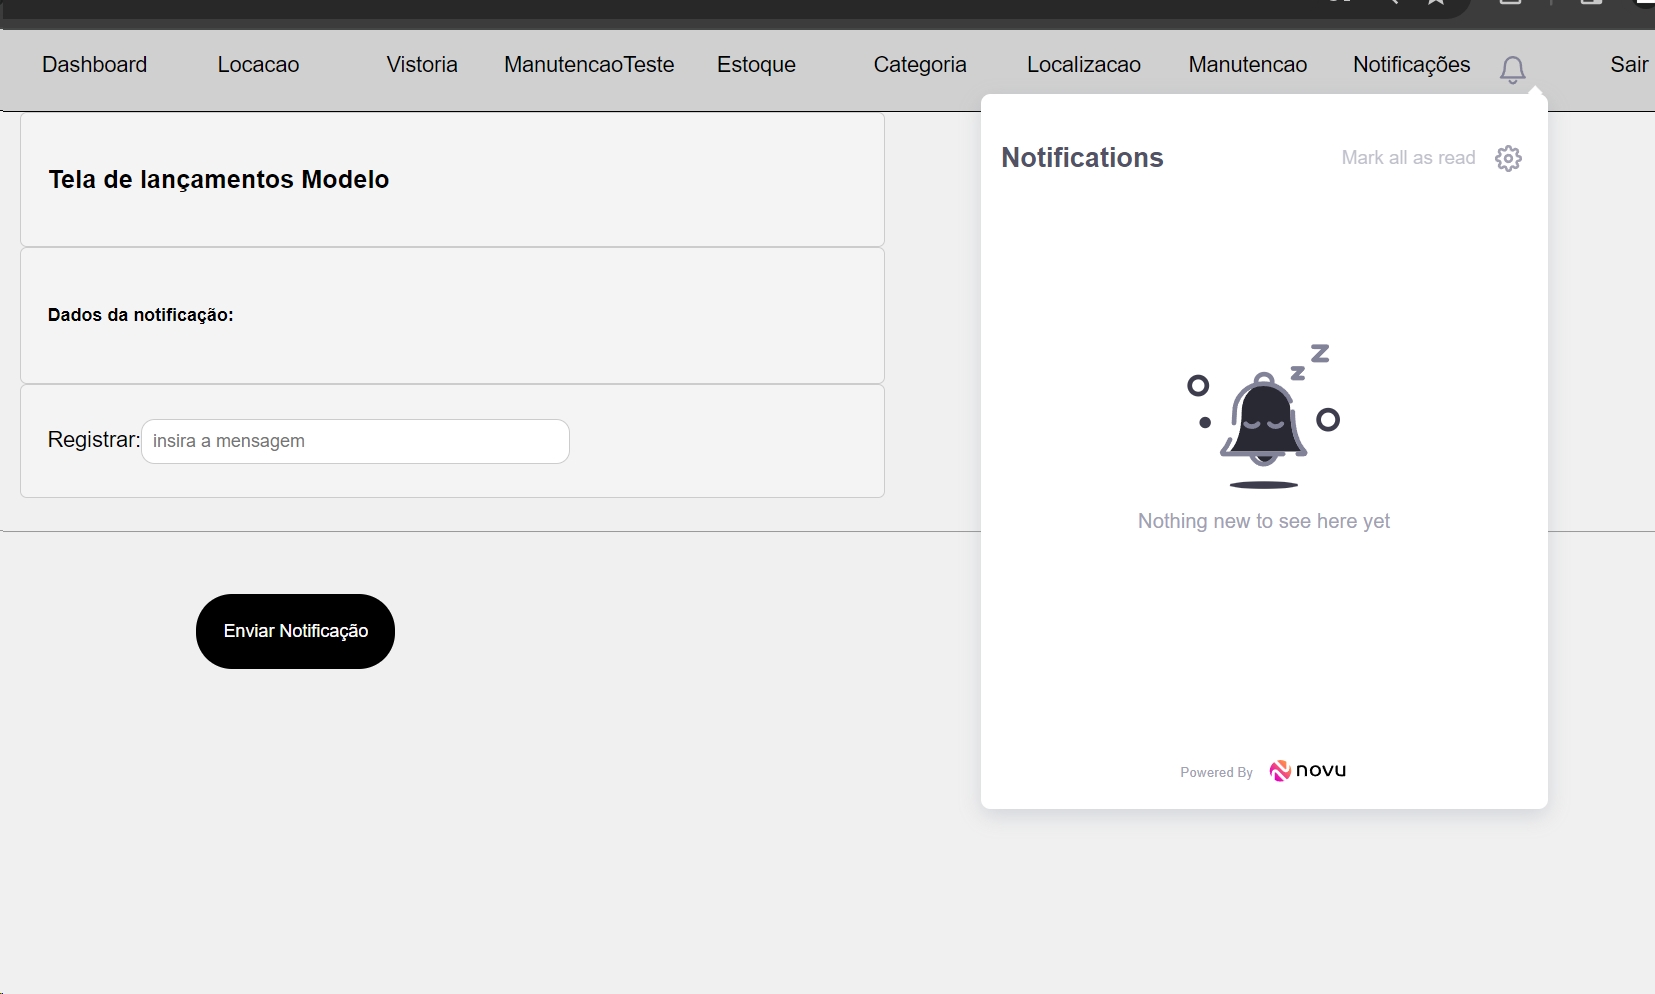 Dashboard Locacao Vistoria ManutencaoTeste Estoque Categoria Localizacao Manutencao Notificações Sair
Tela de lançamentos Modelo
Dados da notificação:
Registrar: insira a mensagem
Enviar Notificação
Notifications Mark all as read
z
z
Nothing new to see here yet
Powered By novu